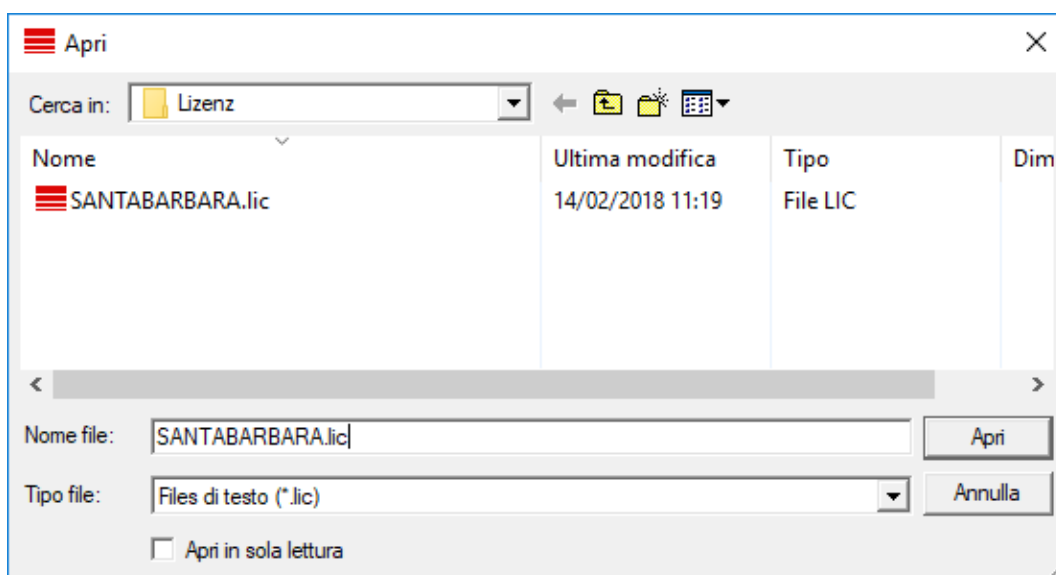 Apri
Cerca in: Lizenz
Nome Ultima modifica Tipo Dim
SANTABARBARA.lic 14/02/2018 11:19 File LIC
Nome file: SANTABARBARA.lic Apri
Tipo file: Files di testo (*.lic) Annulla
Apri in sola lettura